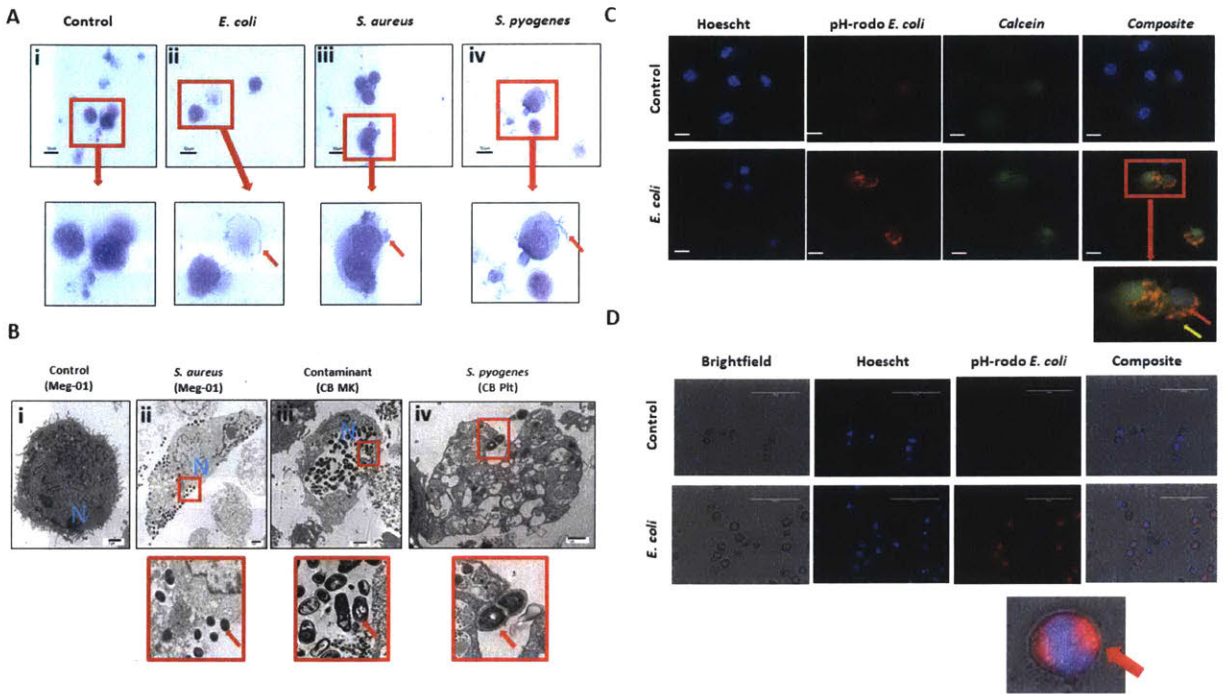 A
Control
E. coli
S. aureus
S. pyogenes
i
ii
iii
iv
B
Control
(Meg-01)
S. aureus
(Meg-01)
Contaminant
(CB MK)
S. pyogenes
(CB Plt)
i
ii
iii
iv
N
N
N
C
Hoescht
pH-rodo E. coli
Calcein
Composite
Control
E. coli
D
Brightfield
Hoescht
pH-rodo E. coli
Composite
Control
E. coli